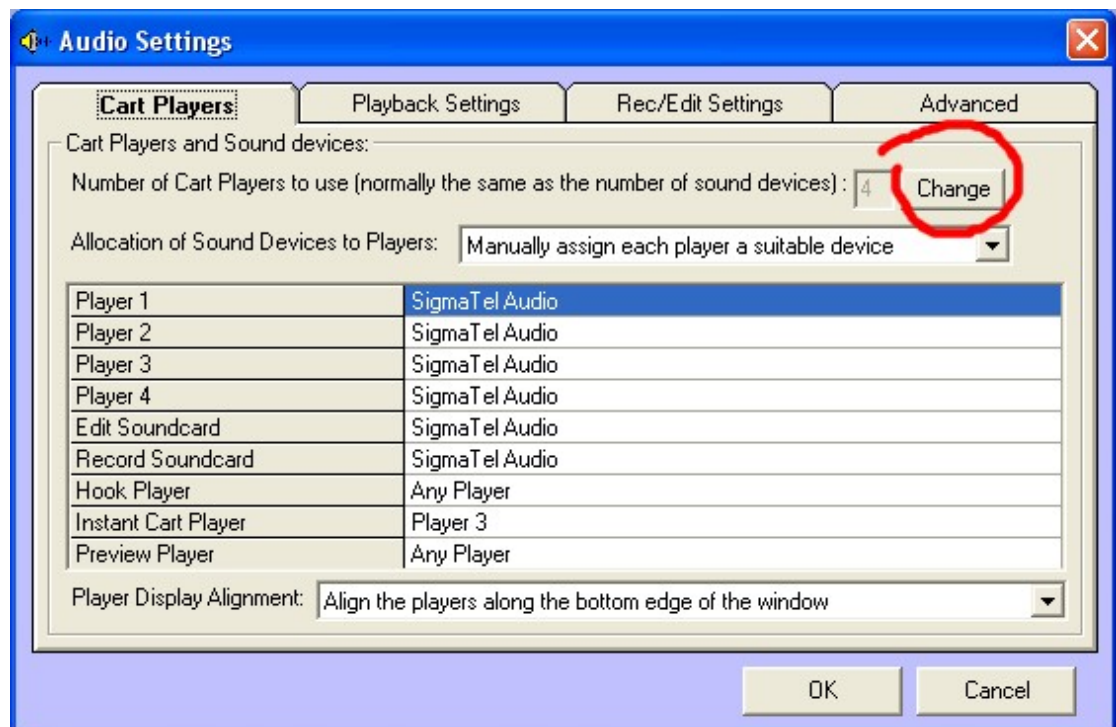 Audio Settings
Cart Players Playback Settings Rec/Edit Settings Advanced
Cart Players and Sound devices:
Number of Cart Players to use (normally the same as the number of sound devices) : 4 Change
Allocation of Sound Devices to Players: Manually assign each player a suitable device
Player 1 SigmaTel Audio
Player 2 SigmaTel Audio
Player 3 SigmaTel Audio
Player 4 SigmaTel Audio
Edit Soundcard SigmaTel Audio
Record Soundcard SigmaTel Audio
Hook Player Any Player
Instant Cart Player Player 3
Preview Player Any Player
Player Display Alignment: Align the players along the bottom edge of the window
OK Cancel